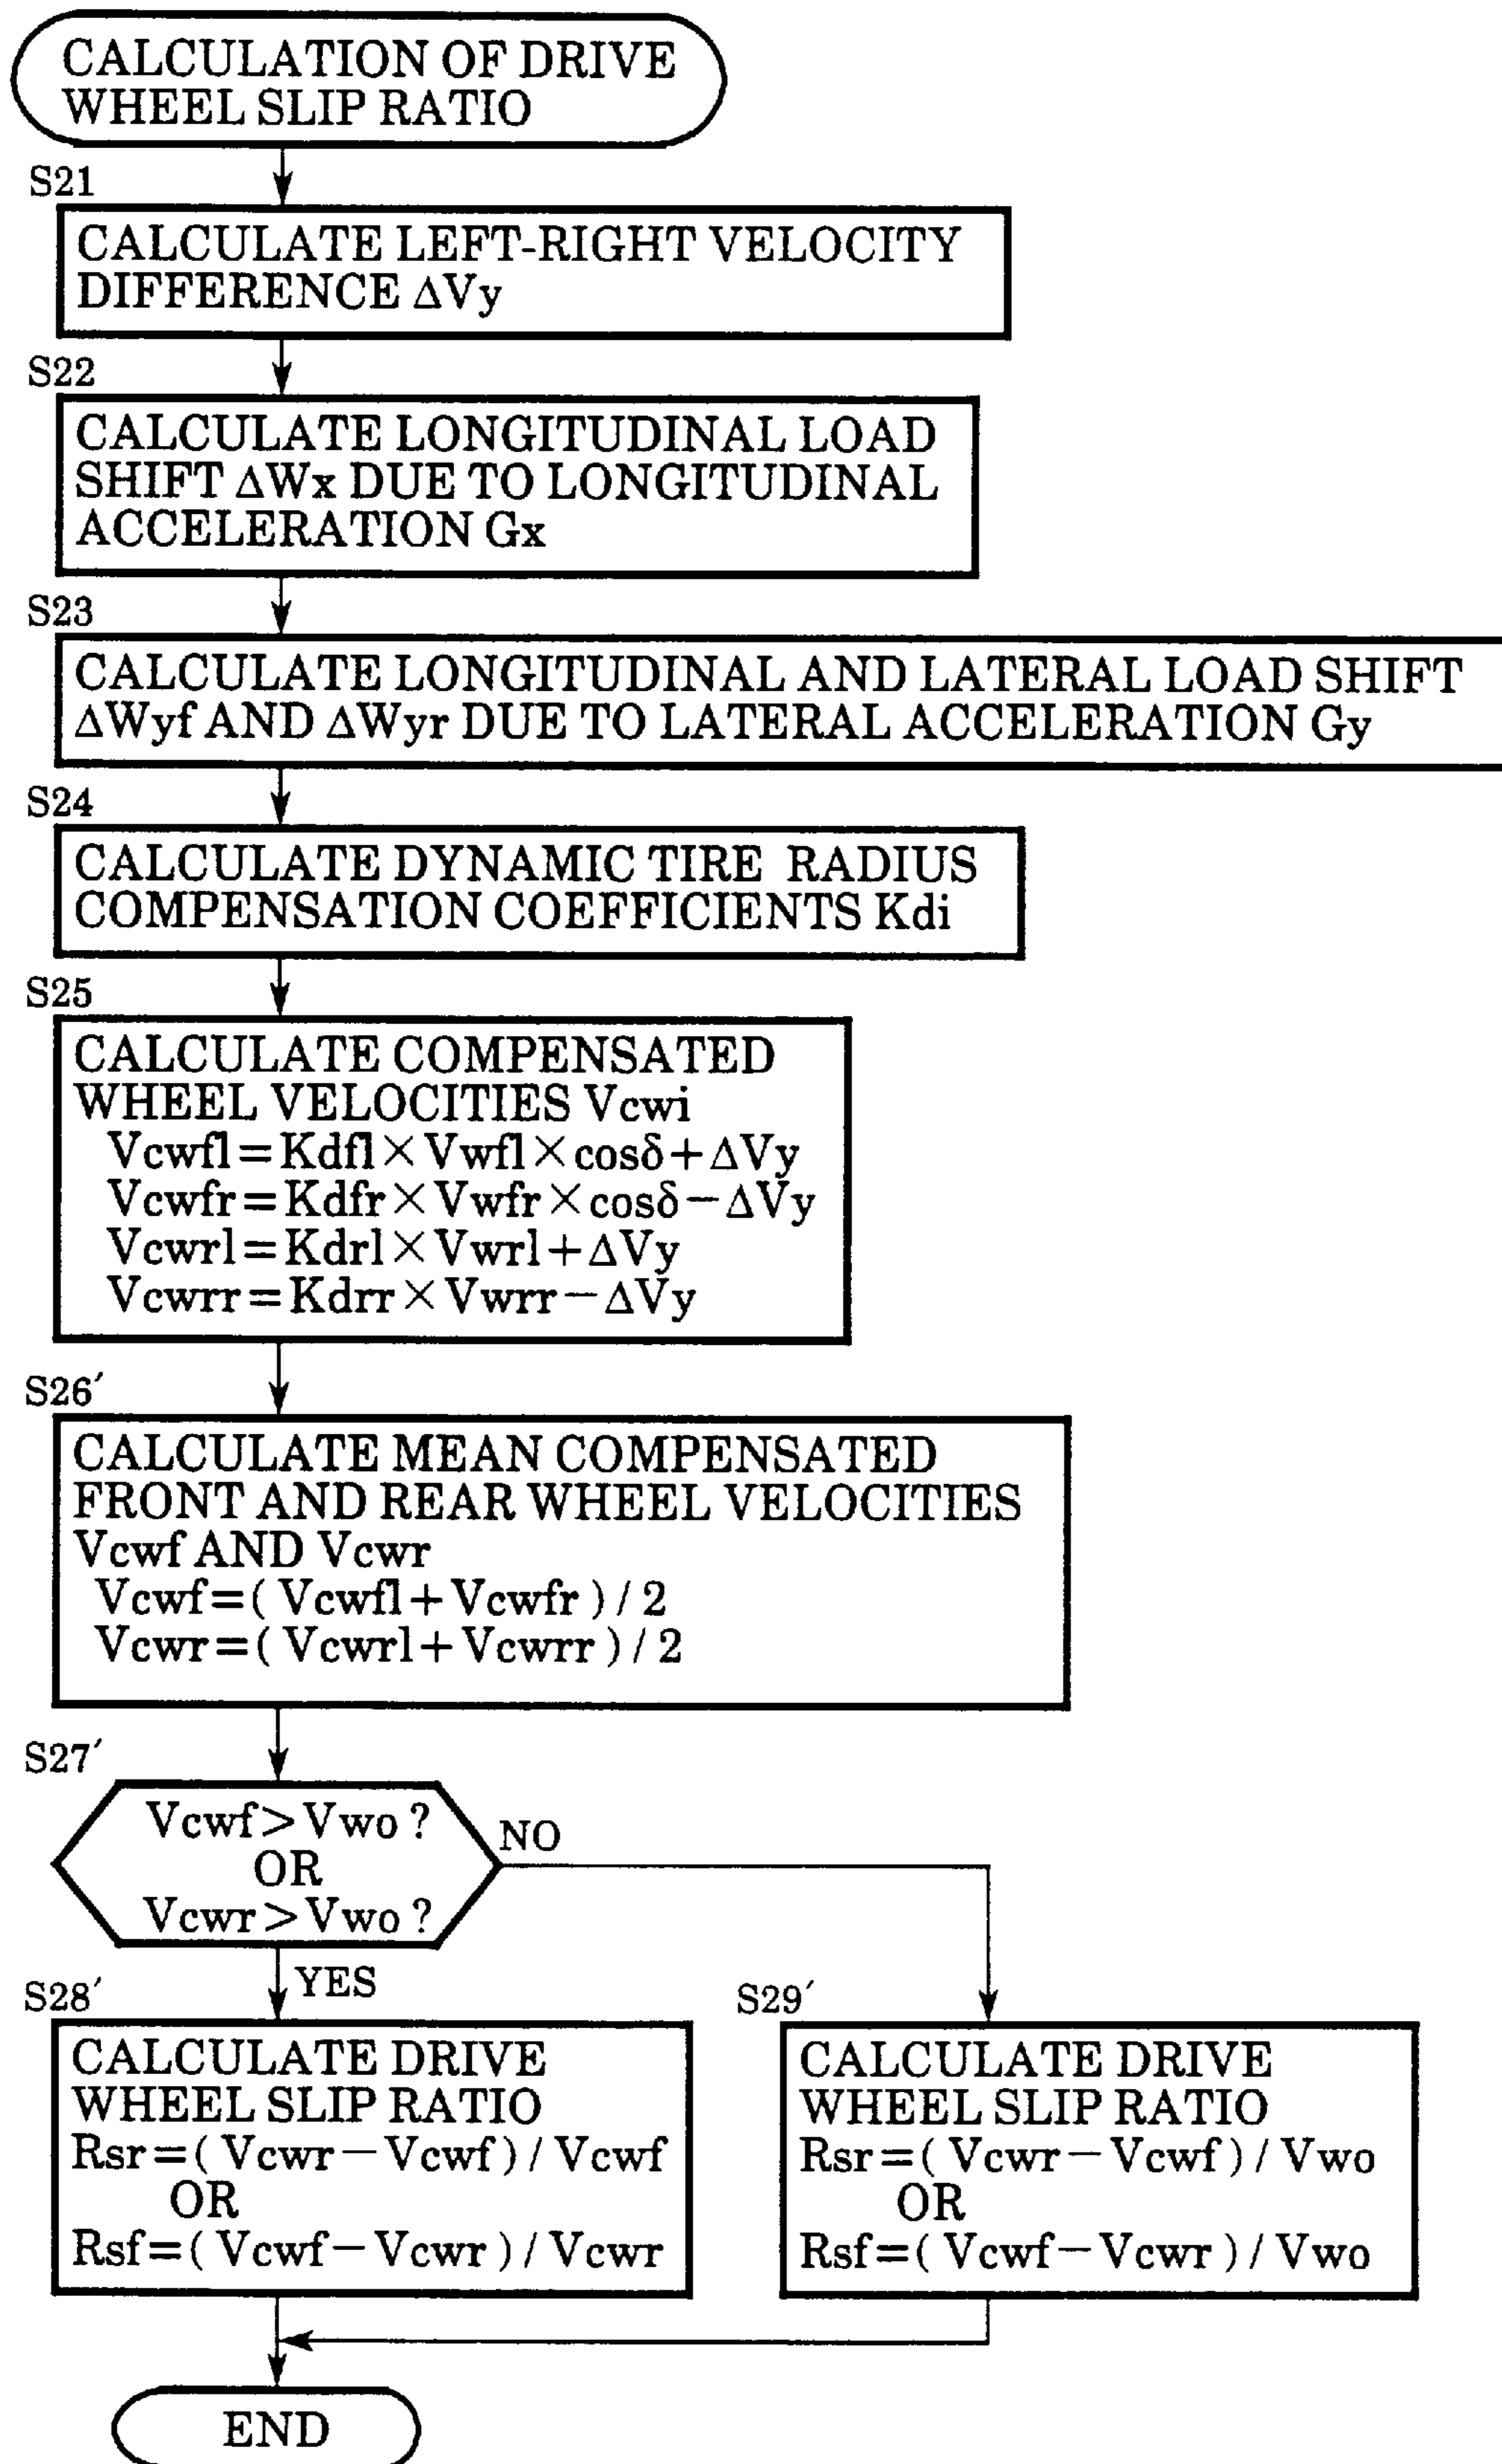 CALCULATION OF DRIVE
WHEEL SLIP RATIO
S21
CALCULATE LEFT-RIGHT VELOCITY
DIFFERENCE ΔVy
S22
CALCULATE LONGITUDINAL LOAD
SHIFT ΔWx DUE TO LONGITUDINAL
ACCELERATION Gx
S23
CALCULATE LONGITUDINAL AND LATERAL LOAD SHIFT
ΔWyf AND ΔWyr DUE TO LATERAL ACCELERATION Gy
S24
CALCULATE DYNAMIC TIRE RADIUS
COMPENSATION COEFFICIENTS Kdi
S25
CALCULATE COMPENSATED
WHEEL VELOCITIES Vcwi
Vcwfl=Kdfl×Vwfl×cosδ+ΔVy
Vcwfr=Kdfr×Vwfr×cosδ−ΔVy
Vcwrl=Kdrl×Vwrl+ΔVy
Vcwrr=Kdrr×Vwrr−ΔVy
S26′
CALCULATE MEAN COMPENSATED
FRONT AND REAR WHEEL VELOCITIES
Vcwf AND Vcwr
Vcwf=(Vcwfl+Vcwfr)/2
Vcwr=(Vcwrl+Vcwrr)/2
S27′
Vcwf>Vwo?
OR
Vcwr>Vwo?
NO
YES
S28′
CALCULATE DRIVE
WHEEL SLIP RATIO
Rsr=(Vcwr−Vcwf)/Vcwf
OR
Rsf=(Vcwf−Vcwr)/Vcwr
S29′
CALCULATE DRIVE
WHEEL SLIP RATIO
Rsr=(Vcwr−Vcwf)/Vwo
OR
Rsf=(Vcwf−Vcwr)/Vwo
END